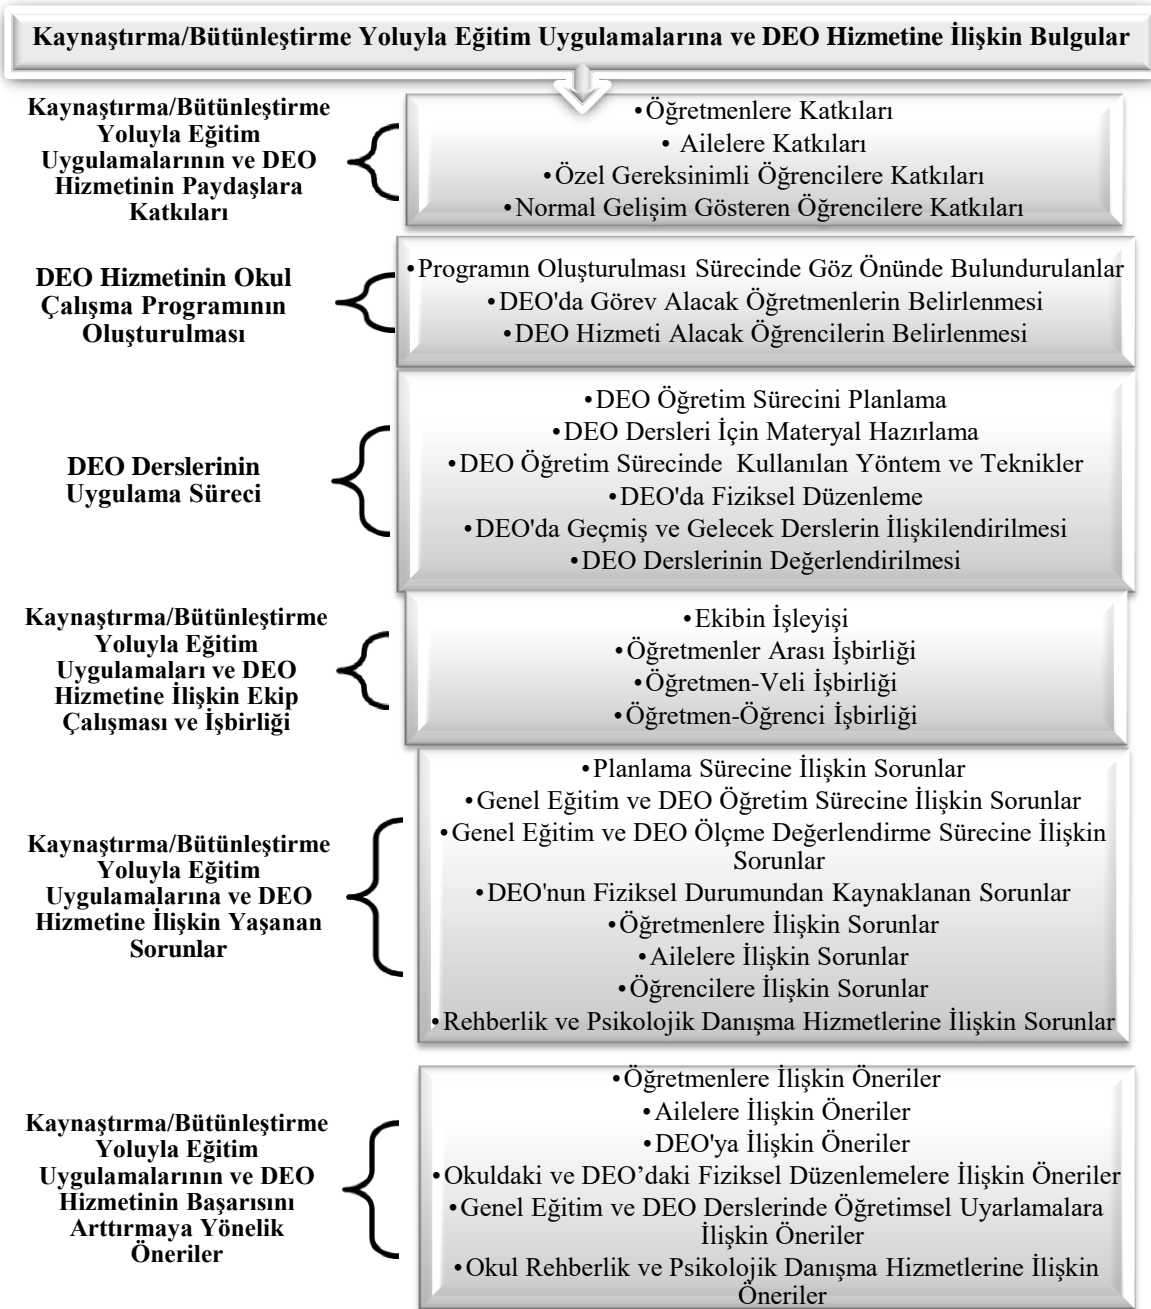 Kaynaştırma/Bütünleştirme Yoluyla Eğitim Uygulamalarına ve DEO Hizmetine İlişkin Bulgular
Kaynaştırma/Bütünleştirme
Yoluyla Eğitim
Uygulamalarının ve DEO
Hizmetinin Paydaşlara
Katkıları
•Öğretmenlere Katkıları
• Ailelere Katkıları
•Özel Gereksinimli Öğrencilere Katkıları
•Normal Gelişim Gösteren Öğrencilere Katkıları
DEO Hizmetinin Okul
Çalışma Programının
Oluşturulması
•Programın Oluşturulması Sürecinde Göz Önünde Bulundurulanlar
•DEO'da Görev Alacak Öğretmenlerin Belirlenmesi
•DEO Hizmeti Alacak Öğrencilerin Belirlenmesi
DEO Derslerinin
Uygulama Süreci
•DEO Öğretim Sürecini Planlama
•DEO Dersleri İçin Materyal Hazırlama
•DEO Öğretim Sürecinde Kullanılan Yöntem ve Teknikler
•DEO'da Fiziksel Düzenleme
•DEO'da Geçmiş ve Gelecek Derslerin İlişkilendirilmesi
•DEO Derslerinin Değerlendirilmesi
Kaynaştırma/Bütünleştirme
Yoluyla Eğitim
Uygulamaları ve DEO
Hizmetine İlişkin Ekip
Çalışması ve İşbirliği
•Ekibin İşleyişi
•Öğretmenler Arası İşbirliği
•Öğretmen-Veli İşbirliği
•Öğretmen-Öğrenci İşbirliği
Kaynaştırma/Bütünleştirme
Yoluyla Eğitim
Uygulamalarına ve DEO
Hizmetine İlişkin Yaşanan
Sorunlar
•Planlama Sürecine İlişkin Sorunlar
•Genel Eğitim ve DEO Öğretim Sürecine İlişkin Sorunlar
•Genel Eğitim ve DEO Ölçme Değerlendirme Sürecine İlişkin
Sorunlar
•DEO'nun Fiziksel Durumundan Kaynaklanan Sorunlar
•Öğretmenlere İlişkin Sorunlar
•Ailelere İlişkin Sorunlar
•Öğrencilere İlişkin Sorunlar
•Rehberlik ve Psikolojik Danışma Hizmetlerine İlişkin Sorunlar
Kaynaştırma/Bütünleştirme
Yoluyla Eğitim
Uygulamalarının ve DEO
Hizmetinin Başarısını
Arttırmaya Yönelik
Öneriler
•Öğretmenlere İlişkin Öneriler
•Ailelere İlişkin Öneriler
•DEO'ya İlişkin Öneriler
•Okuldaki ve DEO’daki Fiziksel Düzenlemelere İlişkin Öneriler
•Genel Eğitim ve DEO Derslerinde Öğretimsel Uyarlamalara
İlişkin Öneriler
•Okul Rehberlik ve Psikolojik Danışma Hizmetlerine İlişkin
Öneriler